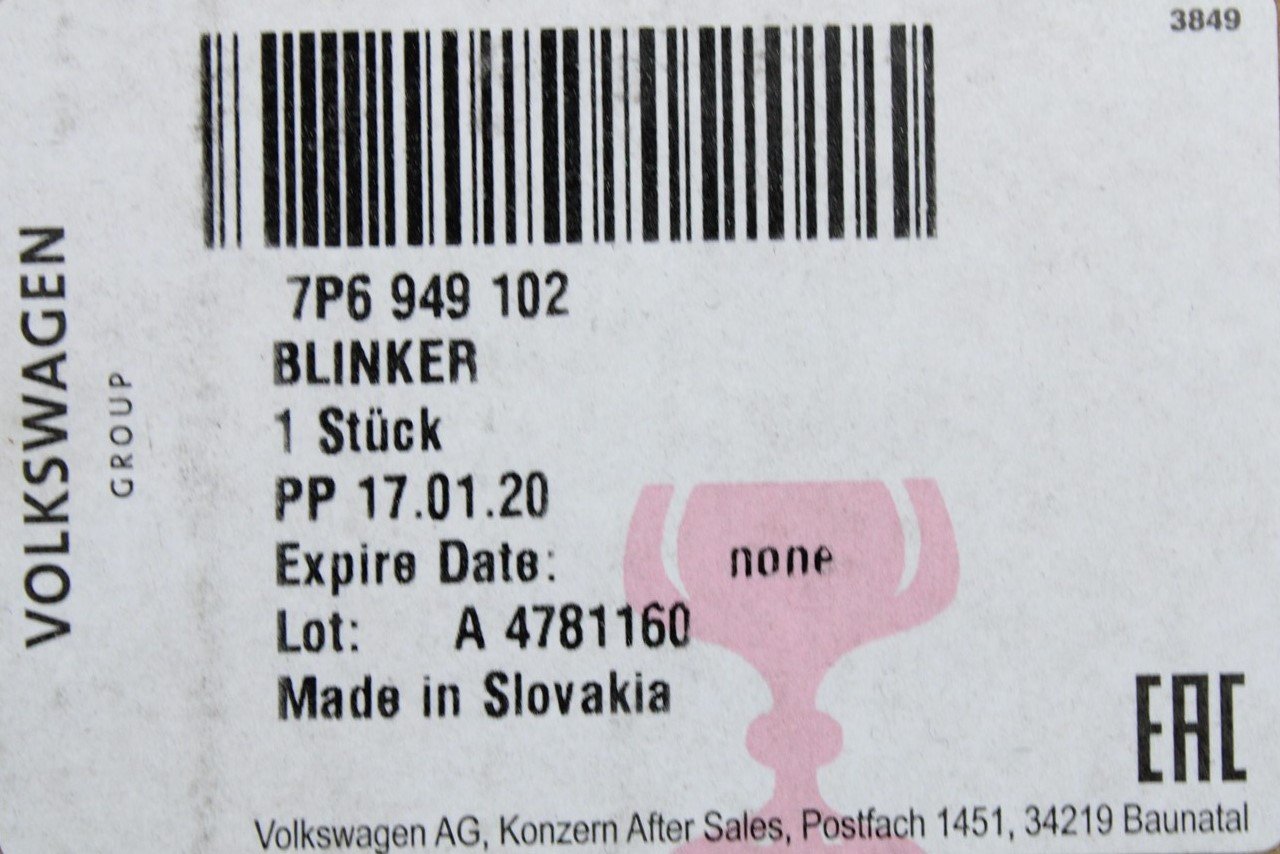 3849
VOLKSWAGEN
GROUP
7P6 949 102
BLINKER
1 Stück
PP 17.01.20
Expire Date: none
Lot: A 4781160
Made in Slovakia
EAC
Volkswagen AG, Konzern After Sales, Postfach 1451, 34219 Baunatal